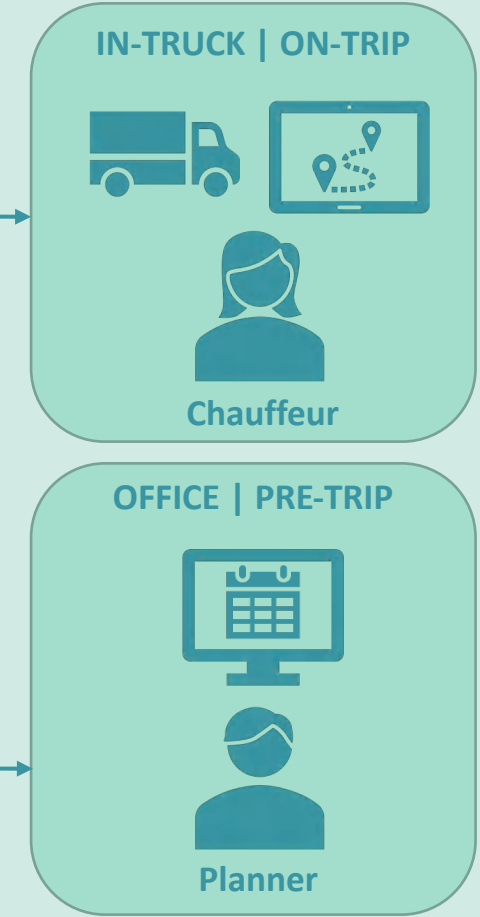 IN-TRUCK | ON-TRIP
Chauffeur
OFFICE | PRE-TRIP
Planner